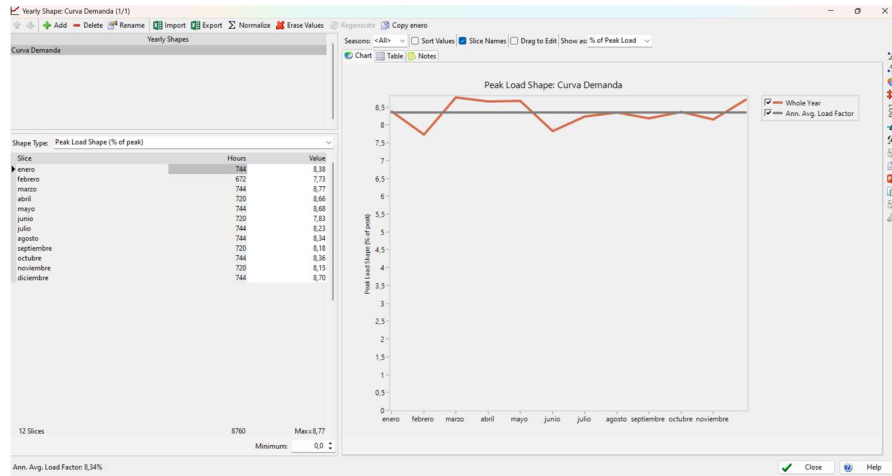 Yearly Shape: Curva Demanda (1/1)
Add Delete Rename Import Export Σ Normalize Erase Values Regenerate Copy enero
Yearly Shapes
Curva Demanda
Shape Type: Peak Load Shape (% of peak)
Slice Hours Value
enero 744 8,38
febrero 672 7,73
marzo 744 8,77
abril 720 8,66
mayo 744 8,68
junio 720 7,83
julio 744 8,23
agosto 744 8,34
septiembre 720 8,18
octubre 744 8,36
noviembre 720 8,15
diciembre 744 8,70
12 Slices 8760 Max=8,77
Minimum: 0,0
Ann. Avg. Load Factor: 8,34%
Seasons: <All> Sort Values Slice Names Drag to Edit Show as: % of Peak Load
Chart Table Notes
Peak Load Shape: Curva Demanda
Peak Load Shape (% of peak)
8,5
8
7,5
7
6,5
6
5,5
5
4,5
4
3,5
3
2,5
2
1,5
1
0,5
0
enero febrero marzo abril mayo junio julio agosto septiembre octubre noviembre
Whole Year
Ann. Avg. Load Factor
Close Help